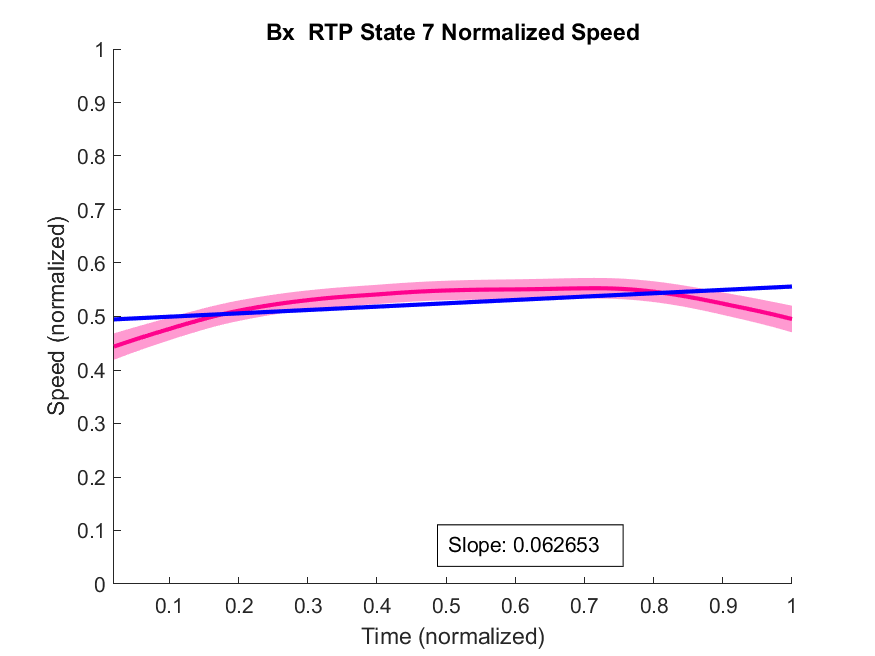 Bx  RTP State 7 Normalized Speed
1
0.9
0.8
0.7
0.6
0.5
0.4
0.3
0.2
0.1
0
Speed (normalized)
Slope: 0.062653
0.1 0.2 0.3 0.4 0.5 0.6 0.7 0.8 0.9 1
Time (normalized)